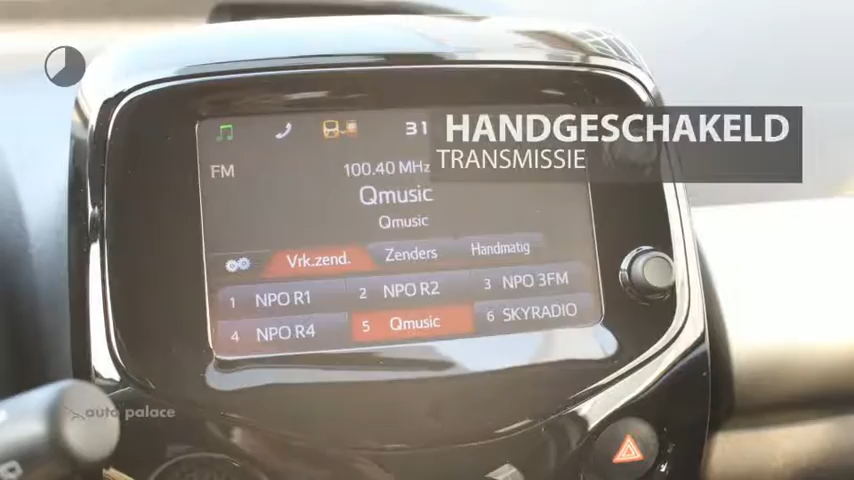 31
HANDGESCHAKELD
TRANSMISSIE
FM
100.40 MHz
Qmusic
Qmusic
Vrk.zend.
Zenders
Handmatig
1 NPO R1
2 NPO R2
3 NPO 3FM
4 NPO R4
5 Qmusic
6 SKYRADIO
auto palace